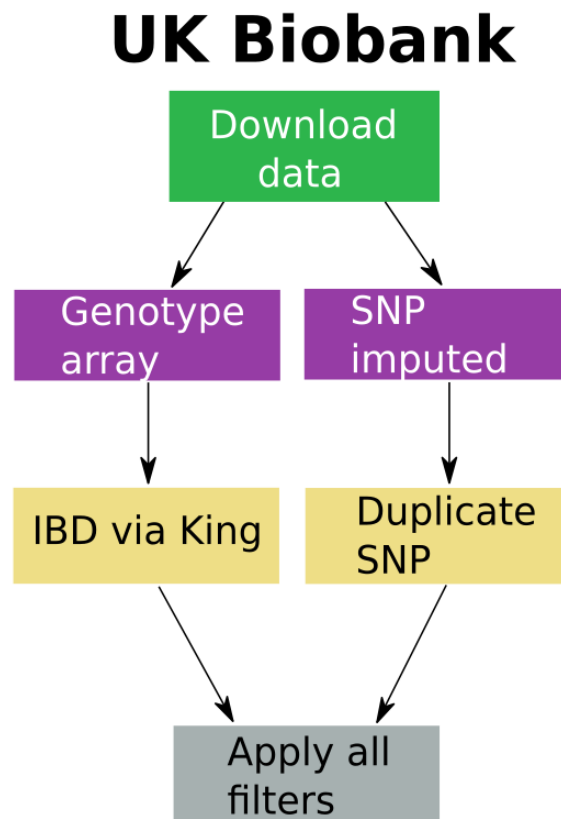 UK Biobank
Download
data
Genotype
array
SNP
imputed
IBD via King
Duplicate
SNP
Apply all
filters